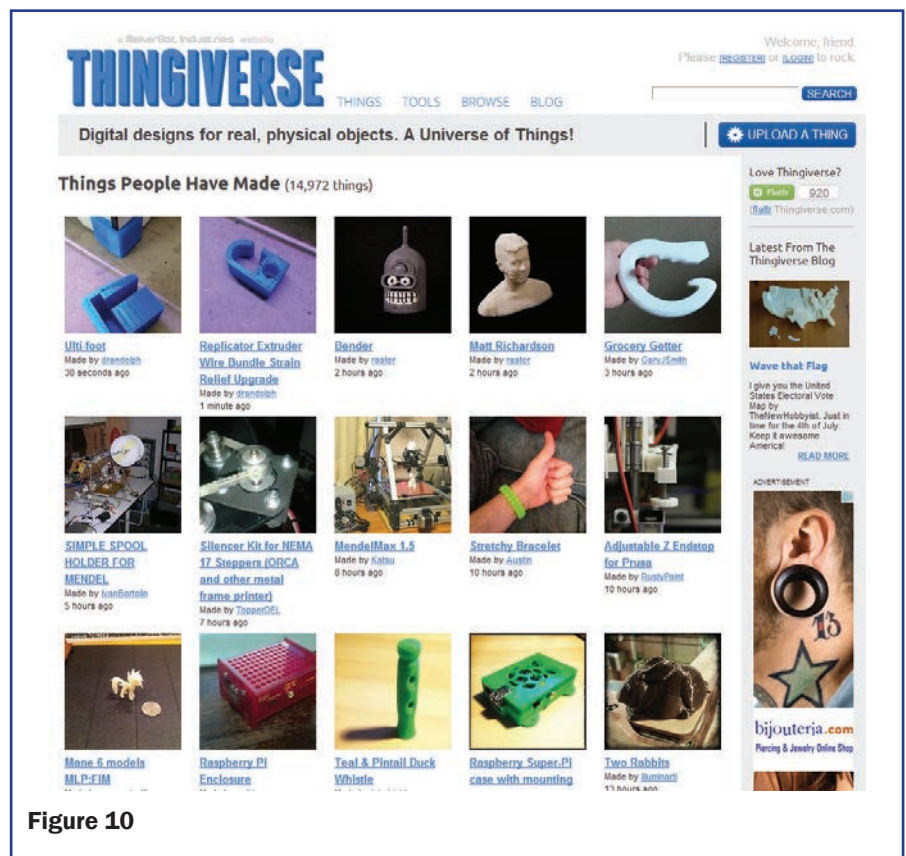 a MakerBot Industries website
THINGIVERSE
THINGS TOOLS BROWSE BLOG
Welcome, friend.
Please [REGISTER] or [LOGIN] to rock.
SEARCH
Digital designs for real, physical objects. A Universe of Things!
UPLOAD A THING
Things People Have Made (14,972 things)
Ulti foot
Made by drandolph
38 seconds ago
Replicator Extruder
Wire Bundle Strain
Relief Upgrade
Made by drandolph
1 minute ago
Bender
Made by raster
2 hours ago
Matt Richardson
Made by raster
2 hours ago
Grocery Getter
Made by GaryJSmith
3 hours ago
SIMPLE SPOOL
HOLDER FOR
MENDEL
Made by IvanBortolin
5 hours ago
Silencer Kit for NEMA
17 Steppers (ORCA
and other metal
frame printer)
Made by TopperDEL
7 hours ago
MendelMax 1.5
Made by Katsu
8 hours ago
Stretchy Bracelet
Made by Austin
10 hours ago
Adjustable Z Endstop
for Prusa
Made by RustyPaint
10 hours ago
Mane 6 models
MLP:FIM
Raspberry Pi
Enclosure
Teal & Pintail Duck
Whistle
Raspberry Super-Pi
case with mounting
Two Rabbits
Made by
13 hours ago
Love Thingiverse?
Flattr 920
(flattr Thingiverse.com)
Latest From The
Thingiverse Blog
Wave that Flag
I give you the United
States Electoral Vote
Map by
TheNewHobbyist. Just in
time for the 4th of July.
Keep it awesome
America!
READ MORE
ADVERTISEMENT
13
bijouteria.com
Piercing & Jewelry Online Shop
Figure 10